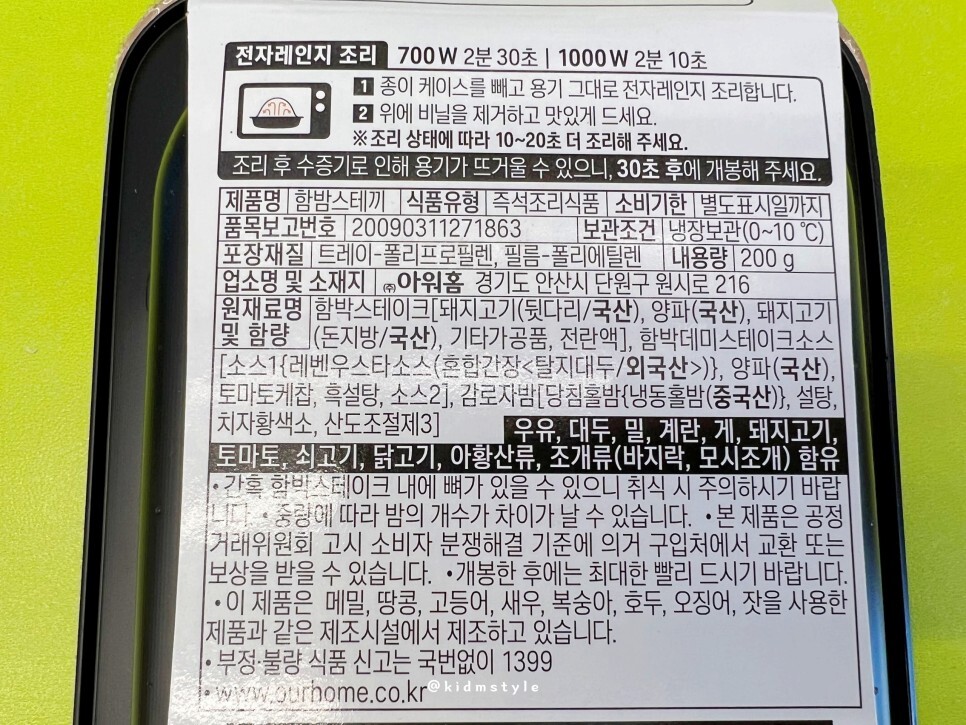 전자레인지 조리 700W 2분 30초 | 1000W 2분 10초
1 종이 케이스를 빼고 용기 그대로 전자레인지 조리합니다.
2 위에 비닐을 제거하고 맛있게 드세요.
※ 조리 상태에 따라 10~20초 더 조리해 주세요.
조리 후 수증기로 인해 용기가 뜨거울 수 있으니, 30초 후에 개봉해 주세요.
제품명 함밤스테끼 식품유형 즉석조리식품 소비기한 별도표시일까지
품목보고번호 20090311271863 보관조건 냉장보관(0~10 ℃)
포장재질 트레이-폴리프로필렌, 필름-폴리에틸렌 내용량 200 g
업소명 및 소재지 ㈜아워홈 경기도 안산시 단원구 원시로 216
원재료명 함박스테이크[돼지고기(뒷다리/국산), 양파(국산), 돼지고기
및 함량 (돈지방/국산), 기타가공품, 전란액], 함박데미스테이크소스
[소스1{레벤우스타소스(혼합간장<탈지대두/외국산>)}, 양파(국산),
토마토케찹, 흑설탕, 소스2], 감로자밤[당침홀밤{냉동홀밤(중국산)}, 설탕,
치자황색소, 산도조절제3] 우유, 대두, 밀, 계란, 게, 돼지고기,
토마토, 쇠고기, 닭고기, 아황산류, 조개류(바지락, 모시조개) 함유
• 간혹 함박스테이크 내에 뼈가 있을 수 있으니 취식 시 주의하시기 바랍
니다. • 중량에 따라 밤의 개수가 차이가 날 수 있습니다. • 본 제품은 공정
거래위원회 고시 소비자 분쟁해결 기준에 의거 구입처에서 교환 또는
보상을 받을 수 있습니다. • 개봉한 후에는 최대한 빨리 드시기 바랍니다.
• 이 제품은 메밀, 땅콩, 고등어, 새우, 복숭아, 호두, 오징어, 잣을 사용한
제품과 같은 제조시설에서 제조하고 있습니다.
• 부정·불량 식품 신고는 국번없이 1399
• www.ourhome.co.kr
@kidmstyle